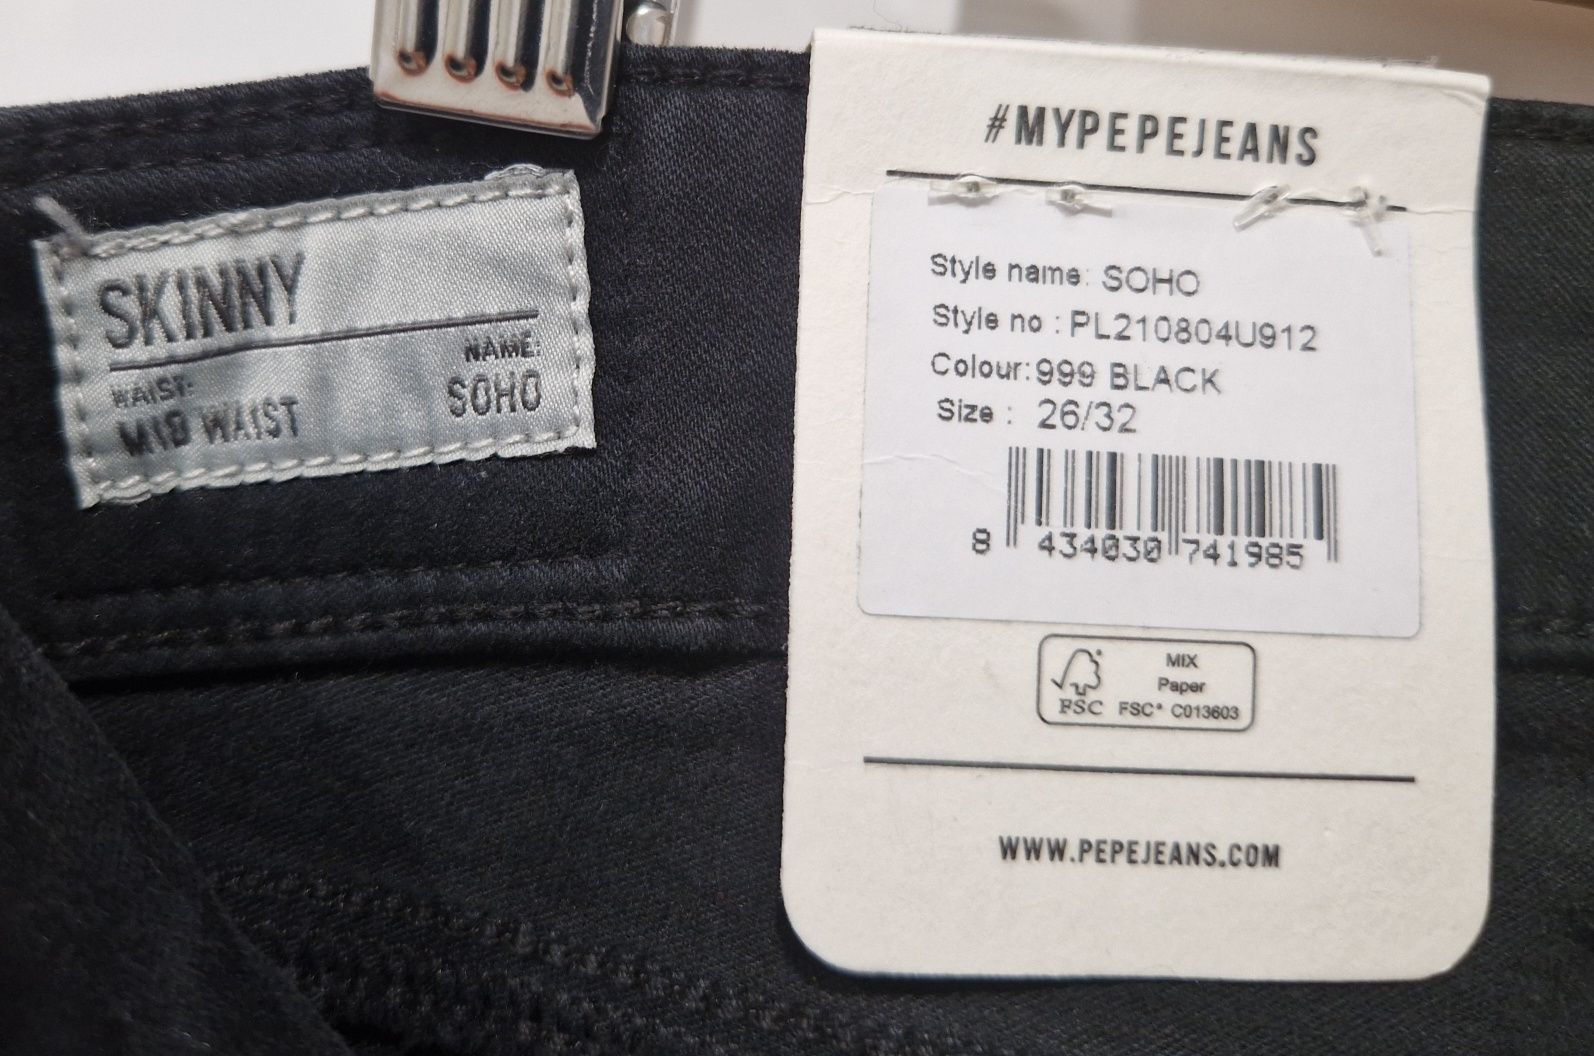 SKINNY
WAIST:
MID WAIST
NAME:
SOHO
#MYPEPEJEANS
Style name: SOHO
Style no : PL210804U912
Colour: 999 BLACK
Size : 26/32
8 434030 741985
MIX
Paper
FSC FSC® C013603
WWW.PEPEJEANS.COM